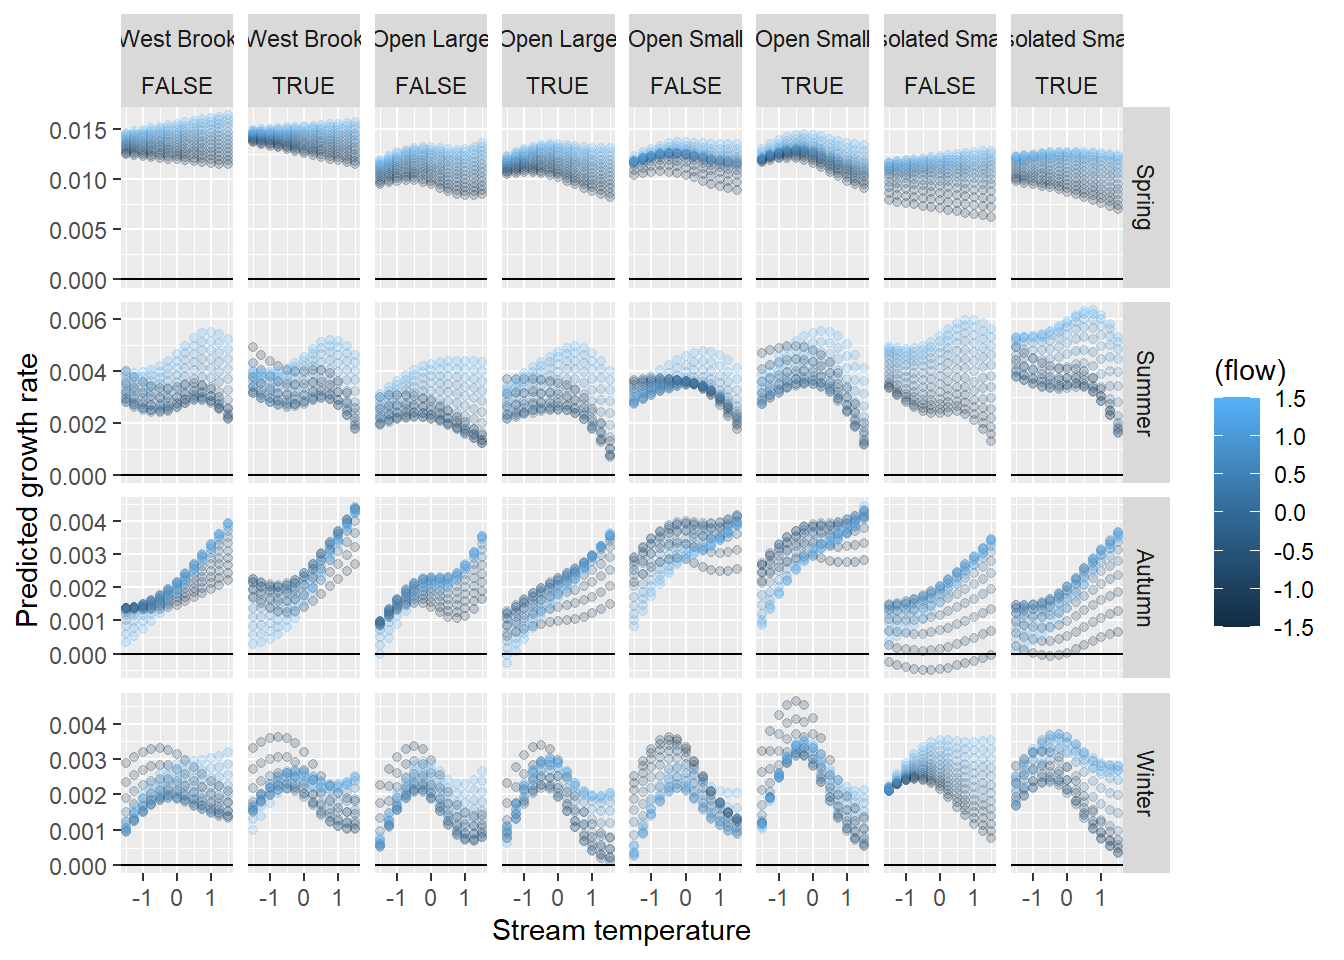 West Brook West Brook Open Large Open Large Open Small Open Small solated Sma solated Sma
FALSE TRUE FALSE TRUE FALSE TRUE FALSE TRUE
0.015
0.010
0.005
0.000
Spring
0.006
0.004
0.002
0.000
Summer
0.004
0.003
0.002
0.001
0.000
Autumn
0.004
0.003
0.002
0.001
0.000
Winter
-1 0 1 -1 0 1 -1 0 1 -1 0 1 -1 0 1 -1 0 1 -1 0 1 -1 0 1
Stream temperature
Predicted growth rate
(flow)
1.5
1.0
0.5
0.0
-0.5
-1.0
-1.5